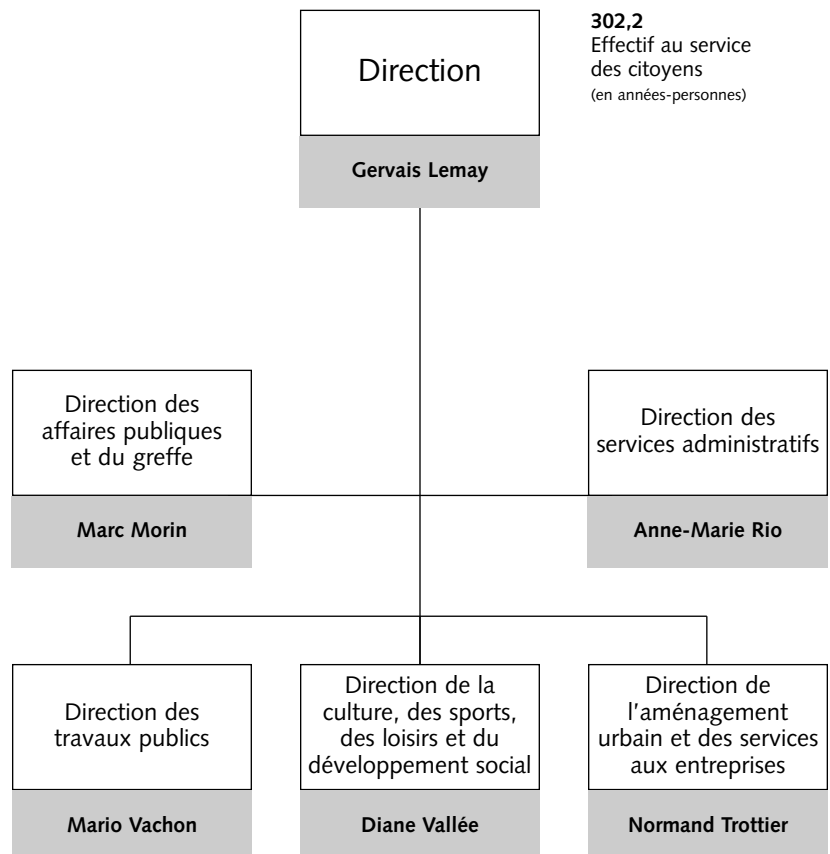 Direction
Gervais Lemay
302,2
Effectif au service
des citoyens
(en années-personnes)
Direction des
affaires publiques
et du greffe
Marc Morin
Direction des
services administratifs
Anne-Marie Rio
Direction des
travaux publics
Mario Vachon
Direction de la
culture, des sports,
des loisirs et du
développement social
Diane Vallée
Direction de
l'aménagement
urbain et des services
aux entreprises
Normand Trottier